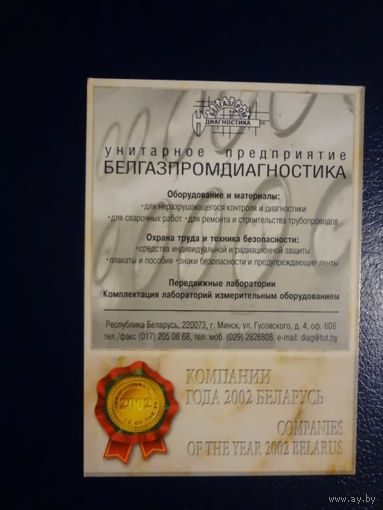 БЕЛГАЗПРОМ
ДИАГНОСТИКА
унитарное предприятие
БЕЛГАЗПРОМДИАГНОСТИКА
Оборудование и материалы:
·для неразрушающего контроля и диагностики
·для сварочных работ ·для ремонта и строительства трубопроводов
Охрана труда и техника безопасности:
·средства индивидуальной и радиационной защиты
·плакаты и пособия ·знаки безопасности и предупреждающие ленты
Передвижные лаборатории
Комплектация лабораторий измерительным оборудованием
Республика Беларусь, 220073, г. Минск, ул. Гусовского, д. 4, оф. 608
тел./факс (017) 205 08 68, тел. моб. (029) 2826808, e-mail: diag@tut.by
2002
КОМПАНИИ
ГОДА 2002 БЕЛАРУСЬ
COMPANIES
OF THE YEAR 2002 BELARUS
www.ay.by